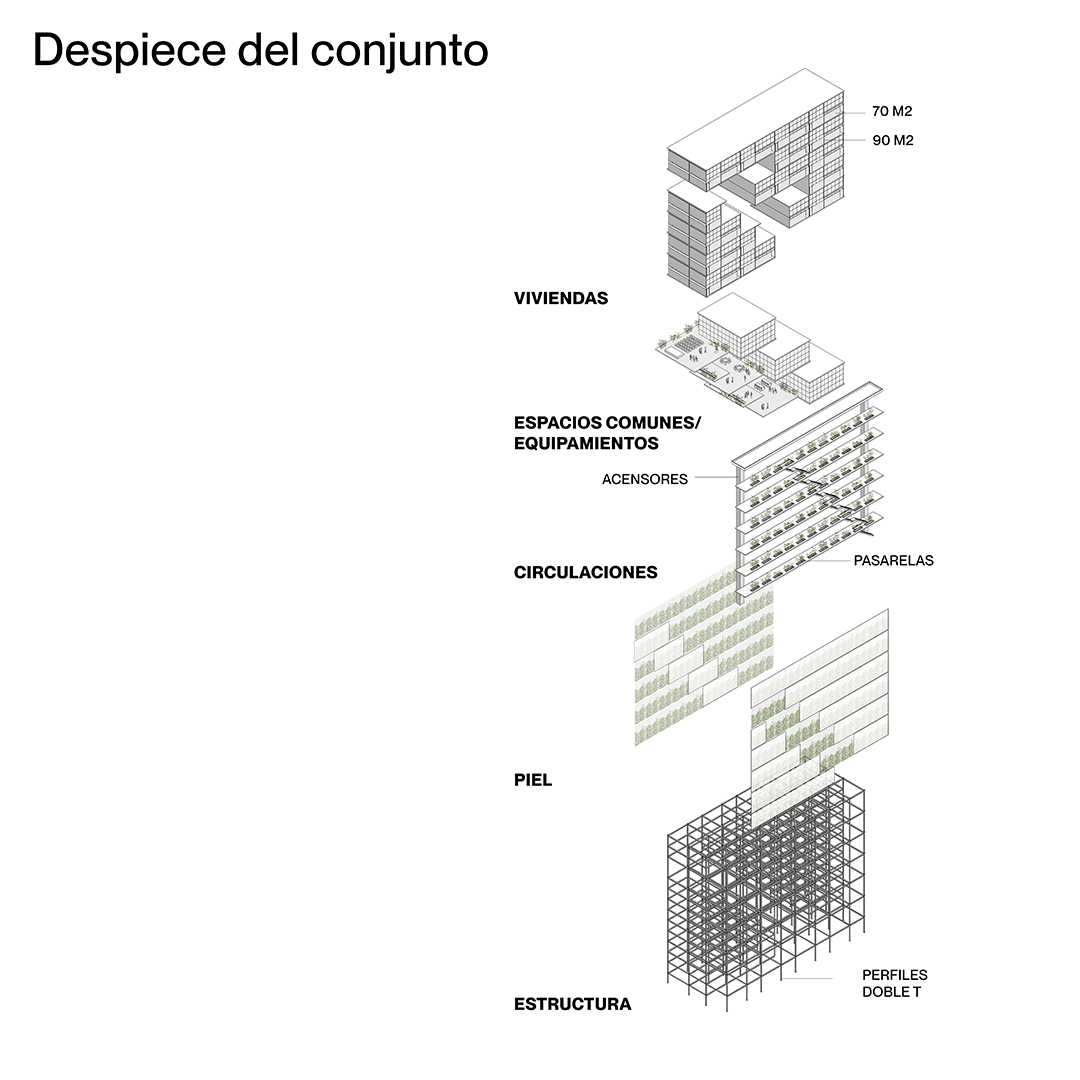 Despiece del conjunto
70 M2
90 M2
VIVIENDAS
ESPACIOS COMUNES/
EQUIPAMIENTOS
ACENSORES
PASARELAS
CIRCULACIONES
PIEL
PERFILES
DOBLE T
ESTRUCTURA